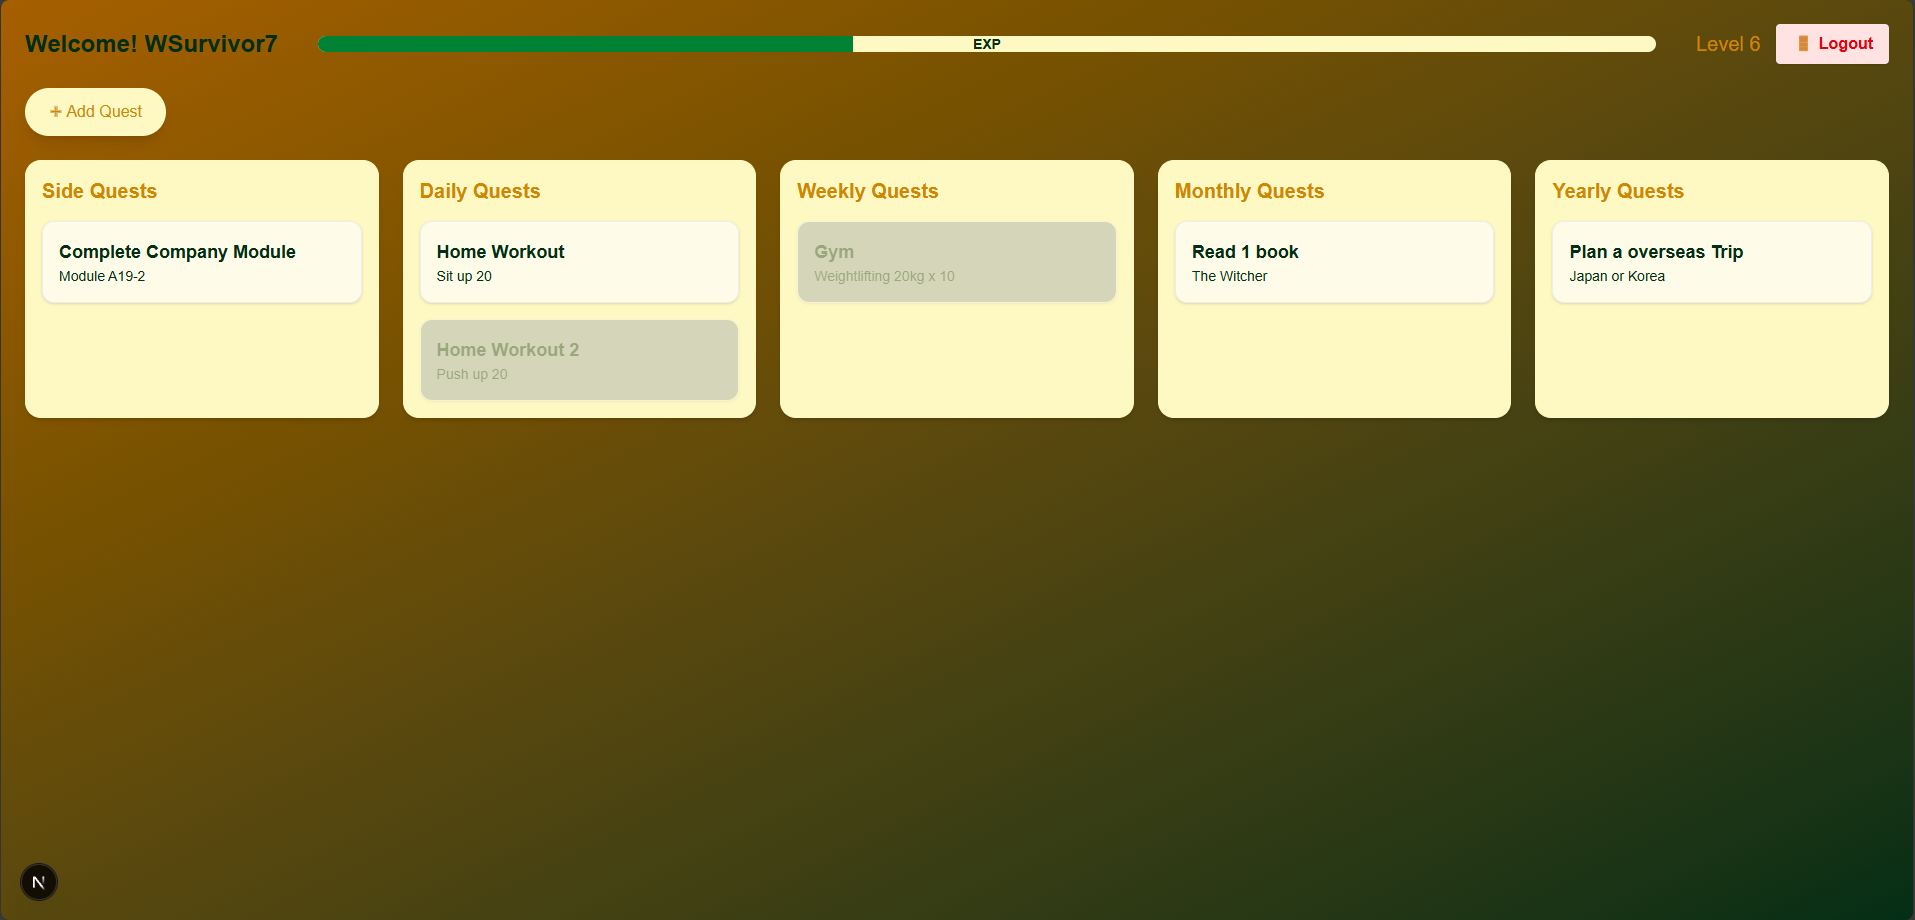 Welcome! WSurvivor7
EXP
Level 6
Logout
+ Add Quest
Side Quests
Complete Company Module
Module A19-2
Daily Quests
Home Workout
Sit up 20
Home Workout 2
Push up 20
Weekly Quests
Gym
Weightlifting 20kg x 10
Monthly Quests
Read 1 book
The Witcher
Yearly Quests
Plan a overseas Trip
Japan or Korea
N